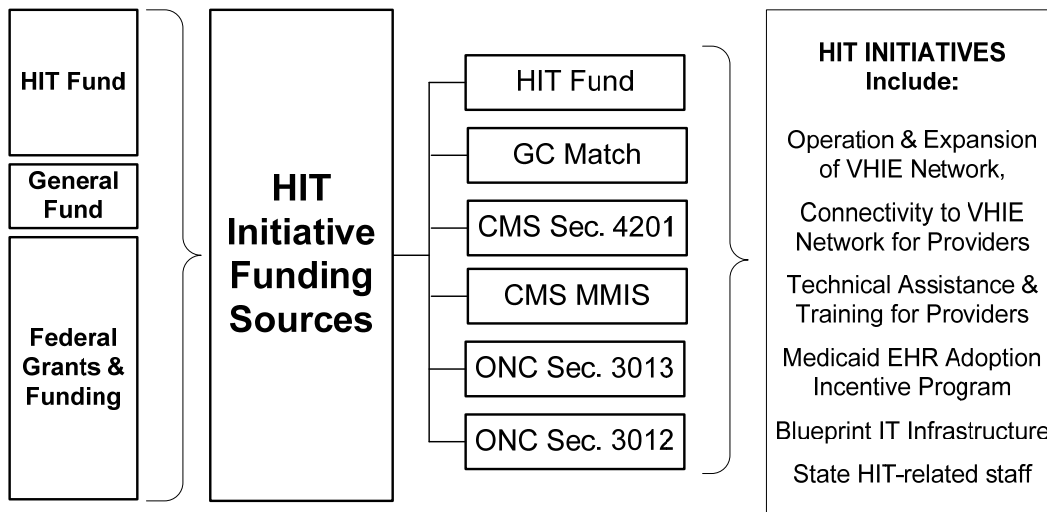 HIT Fund
General
Fund
Federal
Grants &
Funding
HIT
Initiative
Funding
Sources
HIT Fund
GC Match
CMS Sec. 4201
CMS MMIS
ONC Sec. 3013
ONC Sec. 3012
HIT INITIATIVES
Include:
Operation & Expansion
of VHIE Network,
Connectivity to VHIE
Network for Providers
Technical Assistance &
Training for Providers
Medicaid EHR Adoption
Incentive Program
Blueprint IT Infrastructure
State HIT-related staff